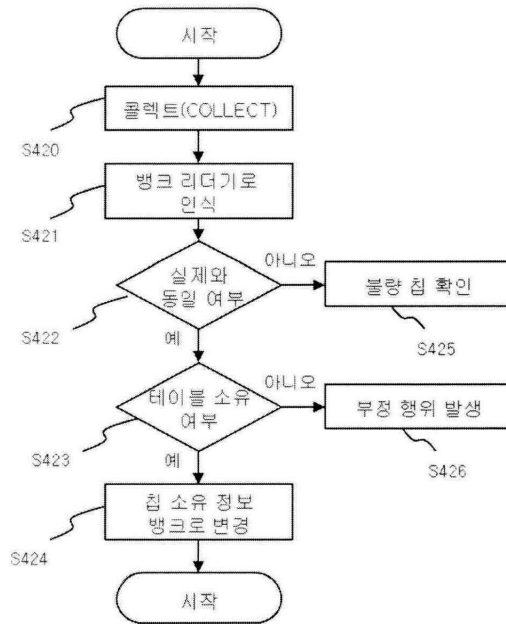 시작
콜렉트(COLLECT)
S420
뱅크 리더기로
인식
S421
실제와
동일 여부
아니오
불량 칩 확인
S422
예
S425
테이블 소유
여부
아니오
부정 행위 발생
S423
예
S426
칩 소유 정보
뱅크로 변경
S424
시작